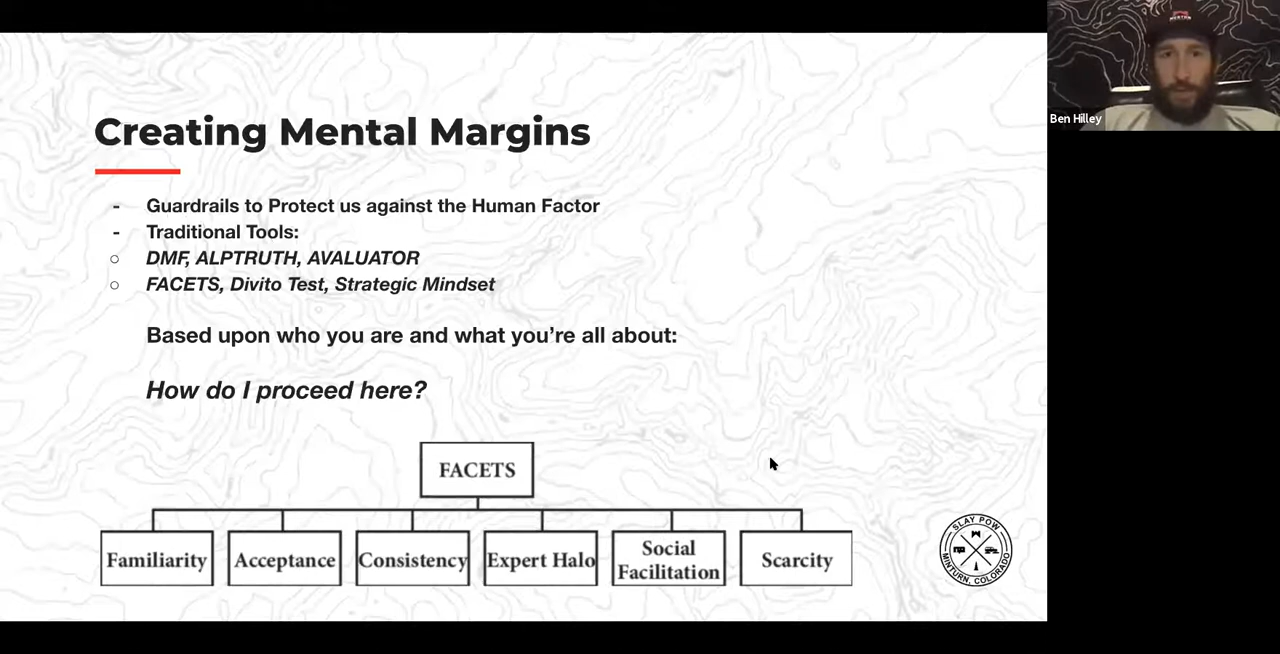 Creating Mental Margins
- Guardrails to Protect us against the Human Factor
- Traditional Tools:
○ DMF, ALPTRUTH, AVALUATOR
○ FACETS, Divito Test, Strategic Mindset
Based upon who you are and what you’re all about:
How do I proceed here?
FACETS
Familiarity
Acceptance
Consistency
Expert Halo
Social
Facilitation
Scarcity
SLAY POW
MINTURN, COLORADO
Ben Hilley